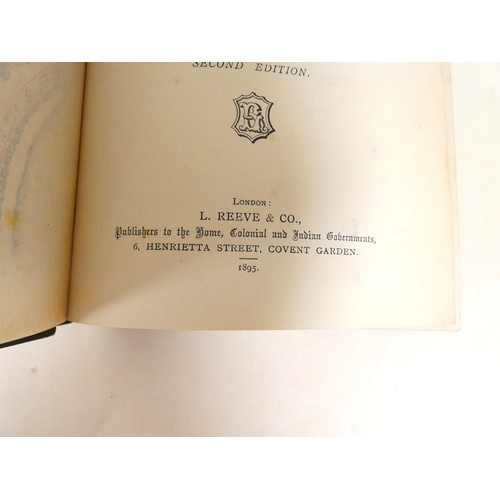 SECOND EDITION.
LONDON:
L. REEVE & CO.,
Publishers to the Home, Colonial and Indian Governments,
6, HENRIETTA STREET, COVENT GARDEN.
1895.